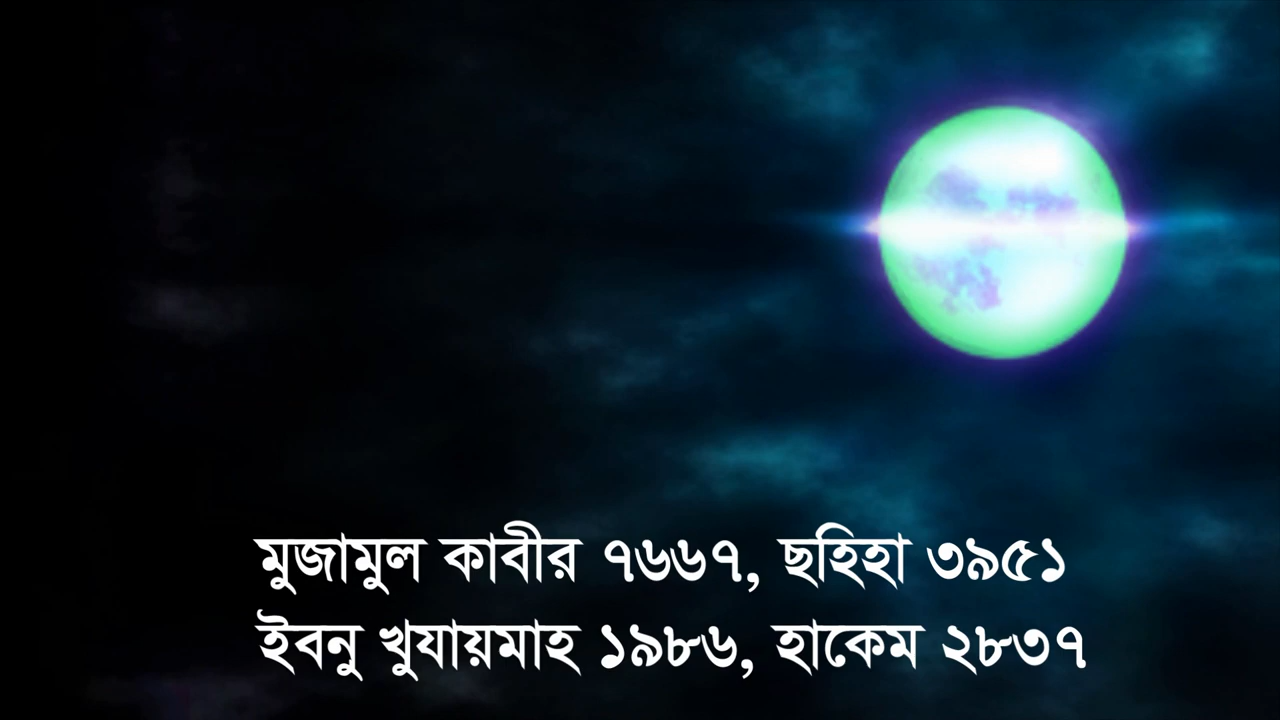 মুজামুল কাবীর ৭৬৬৭, ছহিহা ৩৯৫১
ইবনু খুযায়মাহ ১৯৮৬, হাকেম ২৮৩৭